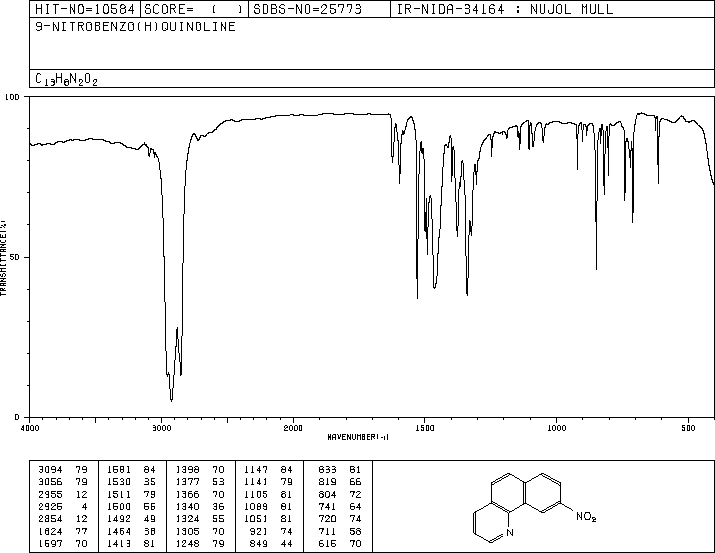 HIT-NO=10584 SCORE= ( ) SDBS-NO=25773 IR-NIDA-34164 : NUJOL MULL
9-NITROBENZO(H)QUINOLINE
C13H8N2O2
100
50
0
TRANSMITTANCE(%)
4000 3000 2000 1500 1000 500
WAVENUMBER(-1)
3094 79 1581 84 1398 70 1147 84 833 81
3056 79 1530 35 1377 53 1141 79 819 66
2955 12 1511 79 1366 70 1105 81 804 72
2925 4 1500 55 1340 36 1089 81 741 64
2854 12 1492 49 1324 55 1051 81 720 74
1624 77 1464 38 1305 70 921 74 711 58
1597 70 1413 81 1248 79 849 44 616 70
N
NO2